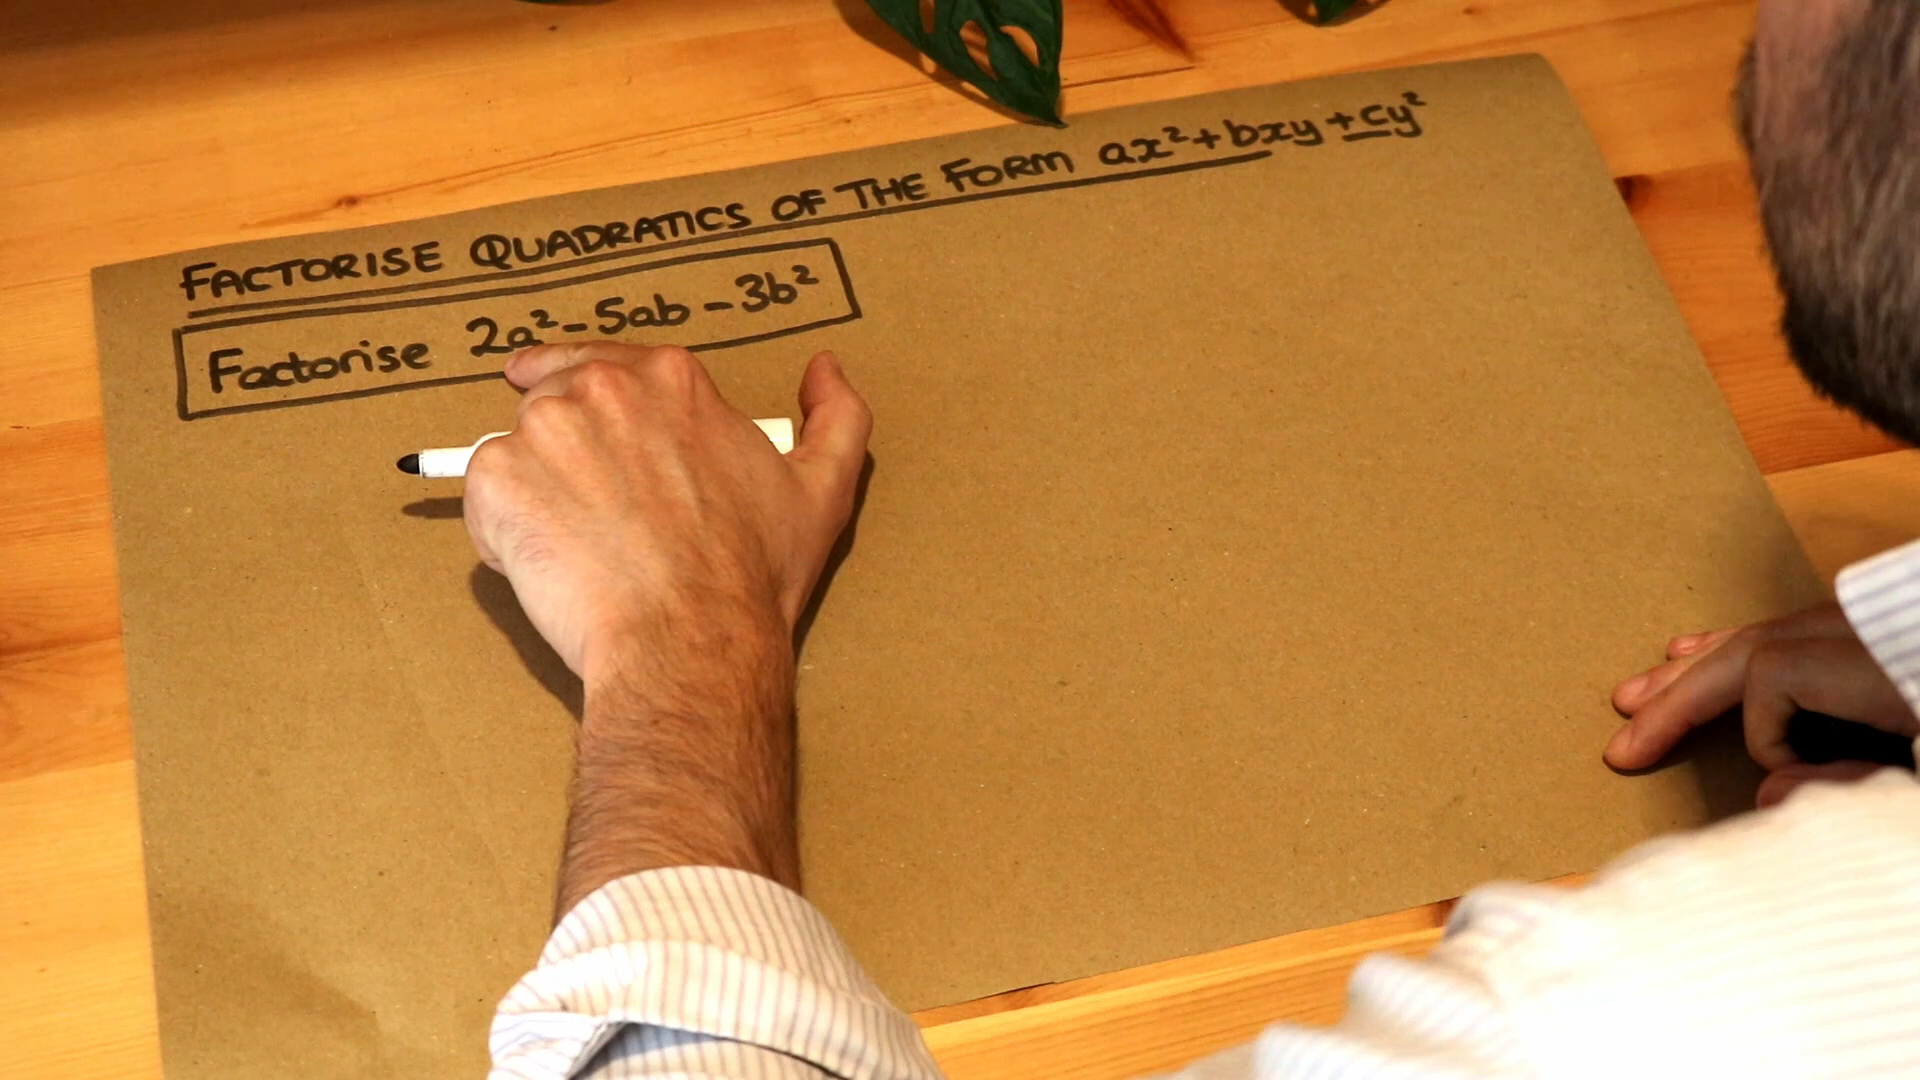 FACTORISE QUADRATICS OF THE FORM ax²+bxy+cy²
Factorise 2a²-5ab-3b²